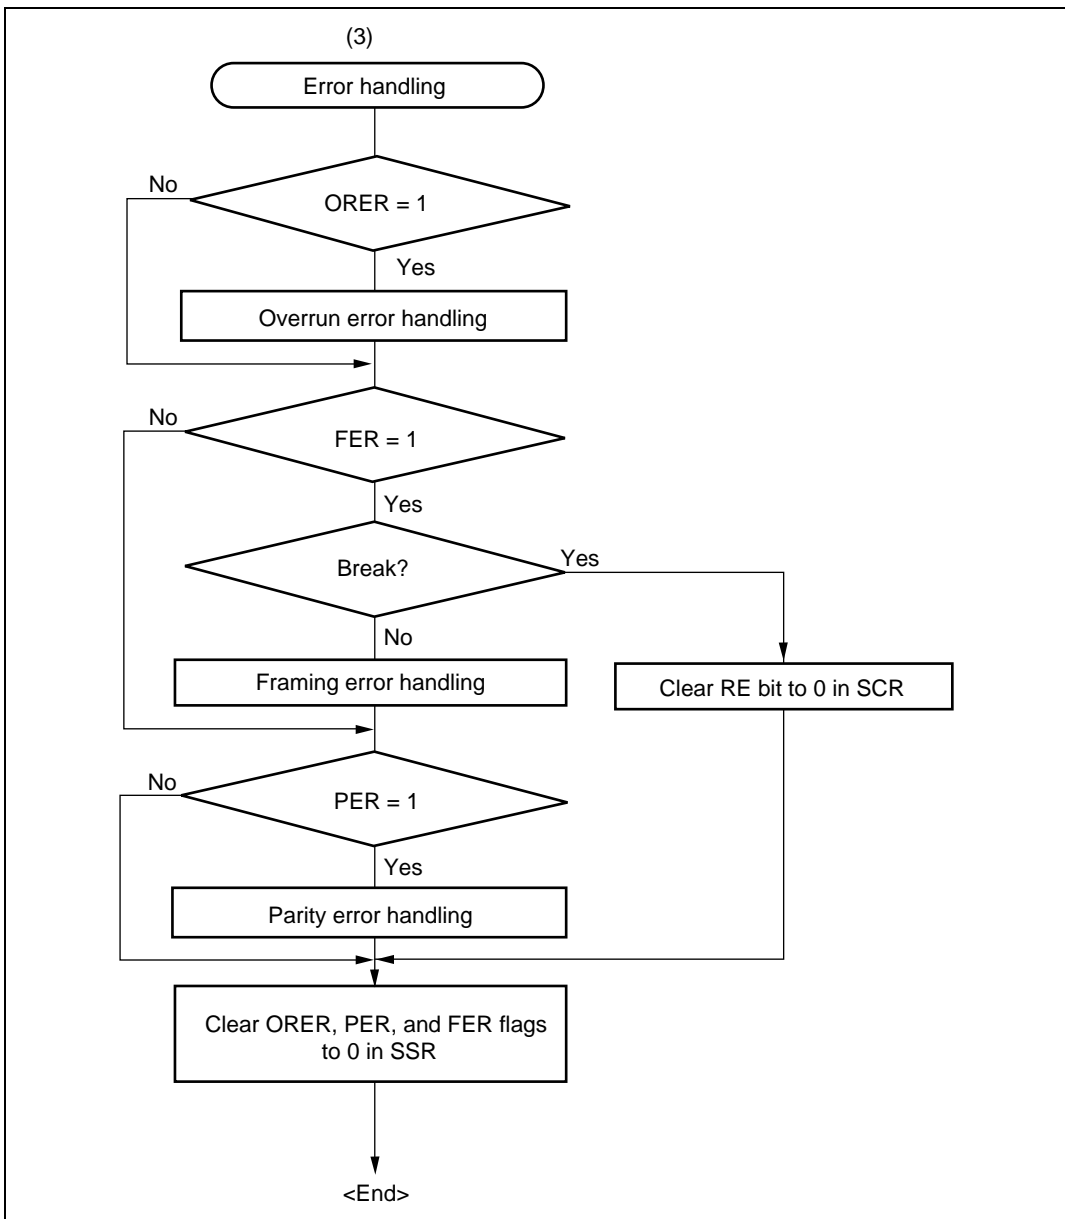 (3)
Error handling
No
ORER = 1
Yes
Overrun error handling
No
FER = 1
Yes
Break?
Yes
No
Framing error handling
Clear RE bit to 0 in SCR
No
PER = 1
Yes
Parity error handling
Clear ORER, PER, and FER flags
to 0 in SSR
<End>